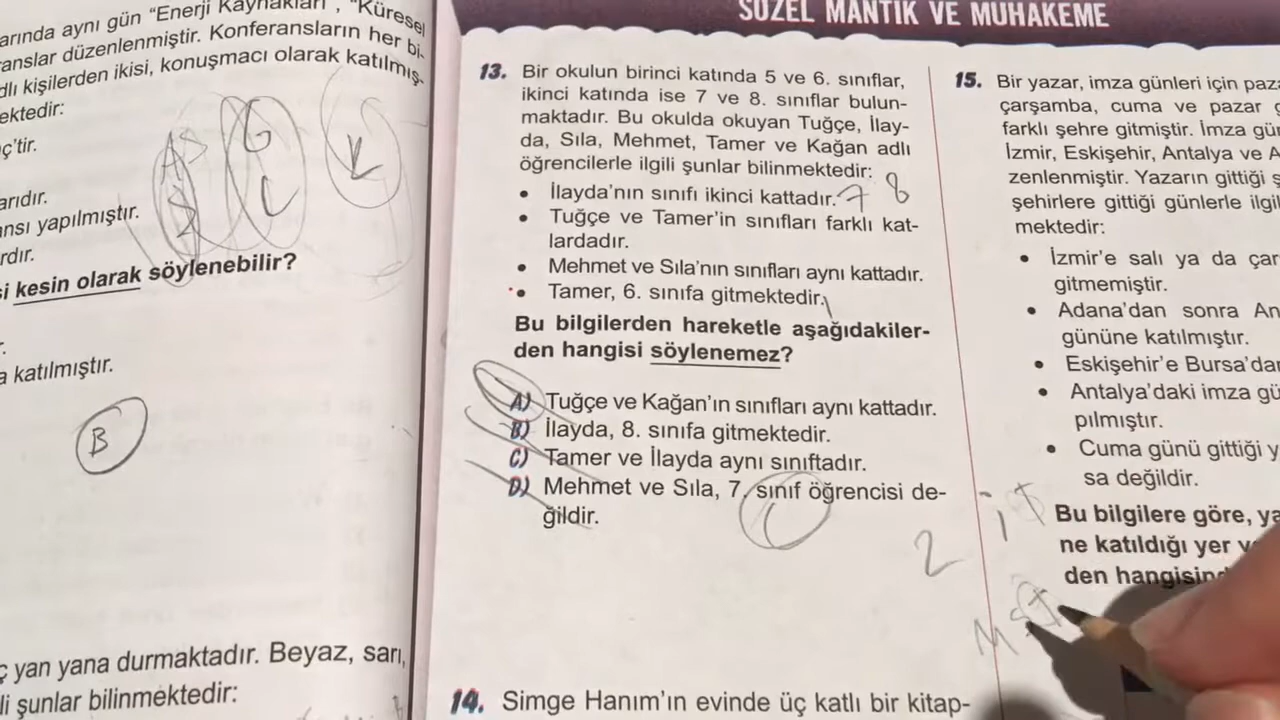 arında aynı gün “Enerji Kaynakları”, “Küresel
anslar düzenlenmiştir. Konferansların her bi-
dlı kişilerden ikisi, konuşmacı olarak katılmış-
ektedir:
ç’tir.
arıdır.
ansı yapılmıştır.
rdır.
si kesin olarak söylenebilir?
r.
a katılmıştır.
B
ç yan yana durmaktadır. Beyaz, sarı,
li şunlar bilinmektedir:
SÖZEL MANTIK VE MUHAKEME
13. Bir okulun birinci katında 5 ve 6. sınıflar,
ikinci katında ise 7 ve 8. sınıflar bulun-
maktadır. Bu okulda okuyan Tuğçe, İlay-
da, Sıla, Mehmet, Tamer ve Kağan adlı
öğrencilerle ilgili şunlar bilinmektedir:
• İlayda’nın sınıfı ikinci kattadır. 7 8
• Tuğçe ve Tamer’in sınıfları farklı kat-
lardadır.
• Mehmet ve Sıla’nın sınıfları aynı kattadır.
• Tamer, 6. sınıfa gitmektedir.
Bu bilgilerden hareketle aşağıdakiler-
den hangisi söylenemez?
A) Tuğçe ve Kağan’ın sınıfları aynı kattadır.
B) İlayda, 8. sınıfa gitmektedir.
C) Tamer ve İlayda aynı sınıftadır.
D) Mehmet ve Sıla, 7. sınıf öğrencisi de-
ğildir.
C
2
14. Simge Hanım’ın evinde üç katlı bir kitap-
15. Bir yazar, imza günleri için paza
çarşamba, cuma ve pazar g
farklı şehre gitmiştir. İmza gün
İzmir, Eskişehir, Antalya ve A
zenlenmiştir. Yazarın gittiği ş
şehirlere gittiği günlerle ilgil
mektedir:
• İzmir’e salı ya da çar
gitmemiştir.
• Adana’dan sonra An
gününe katılmıştır.
• Eskişehir’e Bursa’dan
• Antalya’daki imza gü
pılmıştır.
• Cuma günü gittiği y
sa değildir.
Bu bilgilere göre, ya
ne katıldığı yer ve
den hangisind